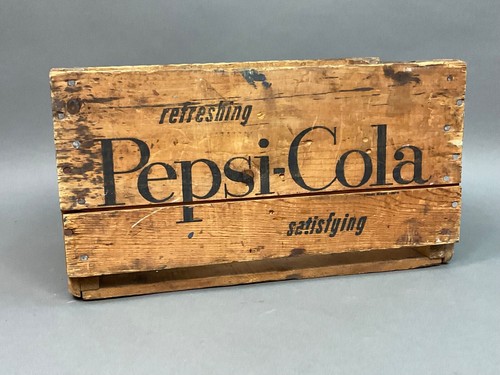 refreshing
Pepsi-Cola
satisfying